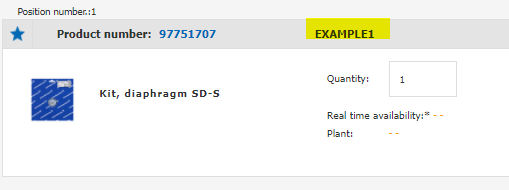 Position number.:1
Product number: 97751707 EXAMPLE1
Kit, diaphragm SD-S
Quantity: 1
Real time availability:* - -
Plant: - -